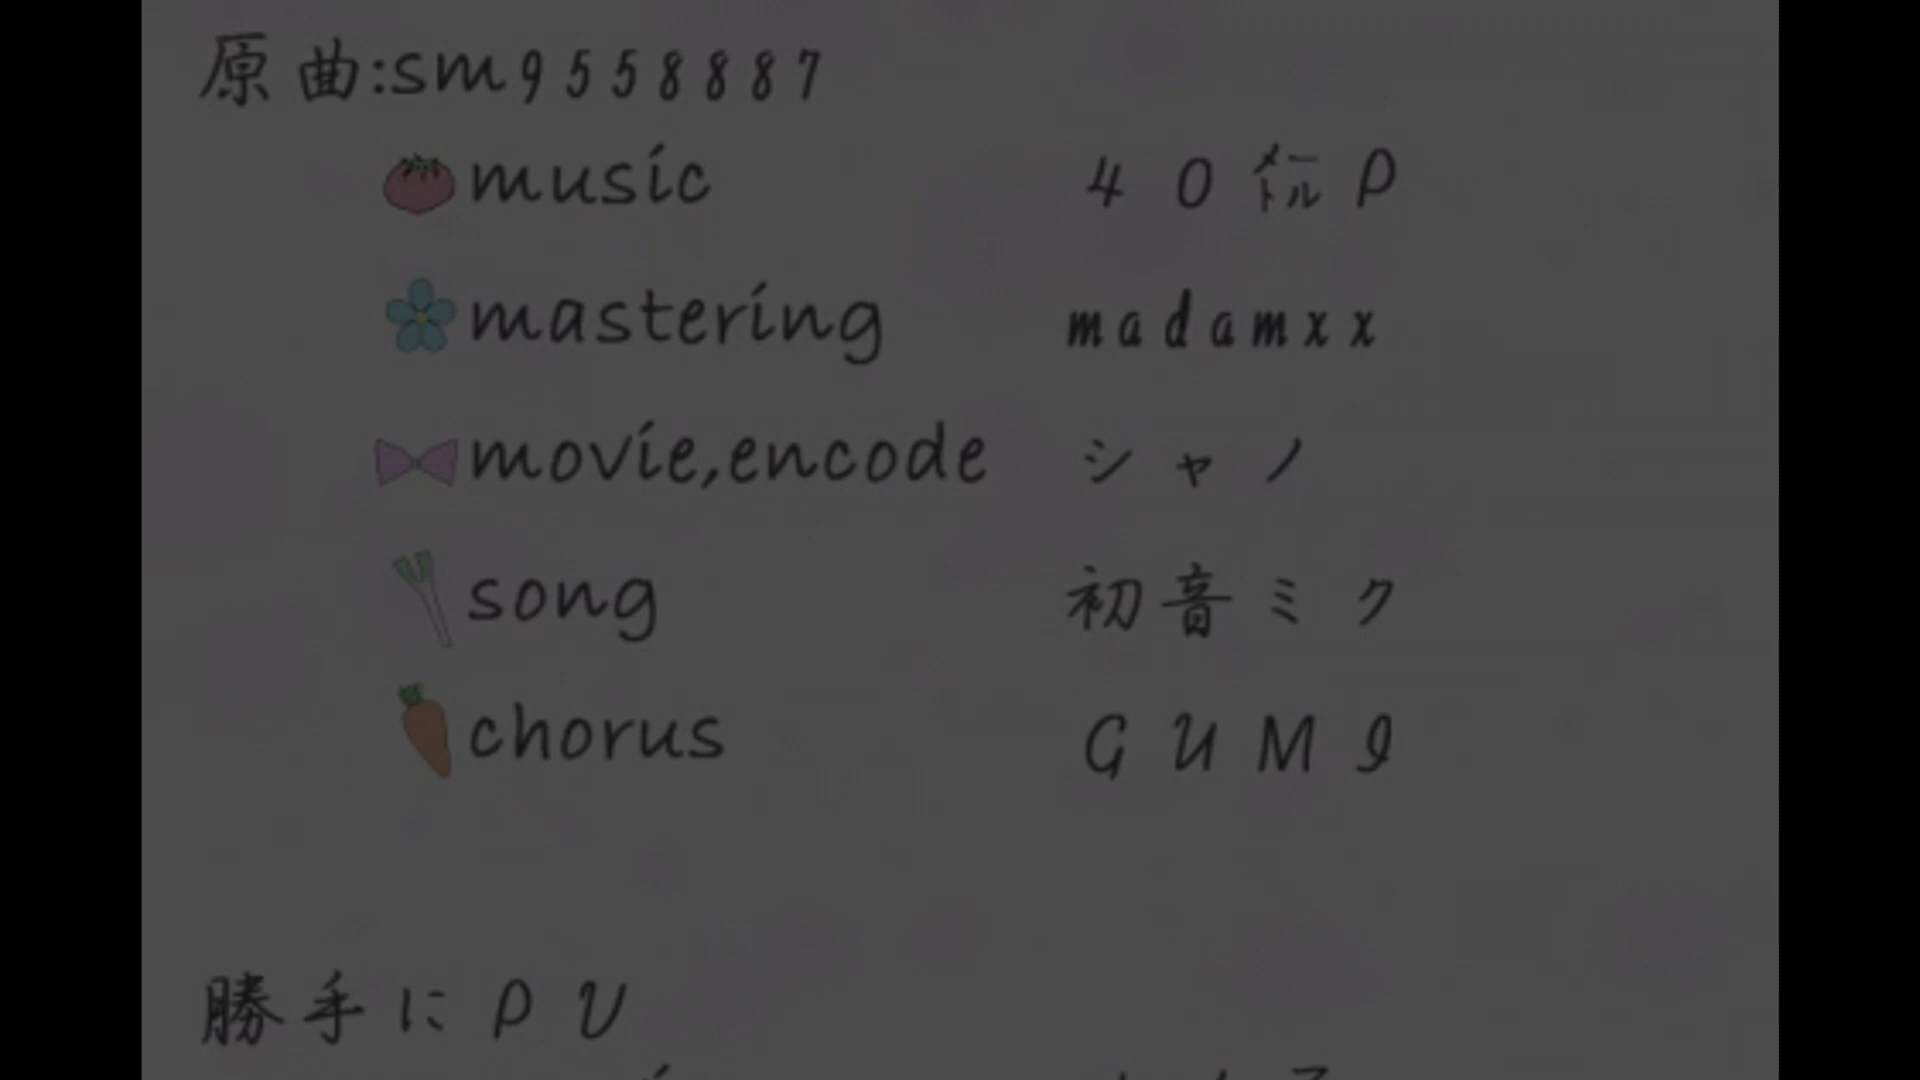 原曲:sm9558887
music 40㍍P
mastering madamxx
movie,encode シャノ
song 初音ミク
chorus GUMI
勝手にPV